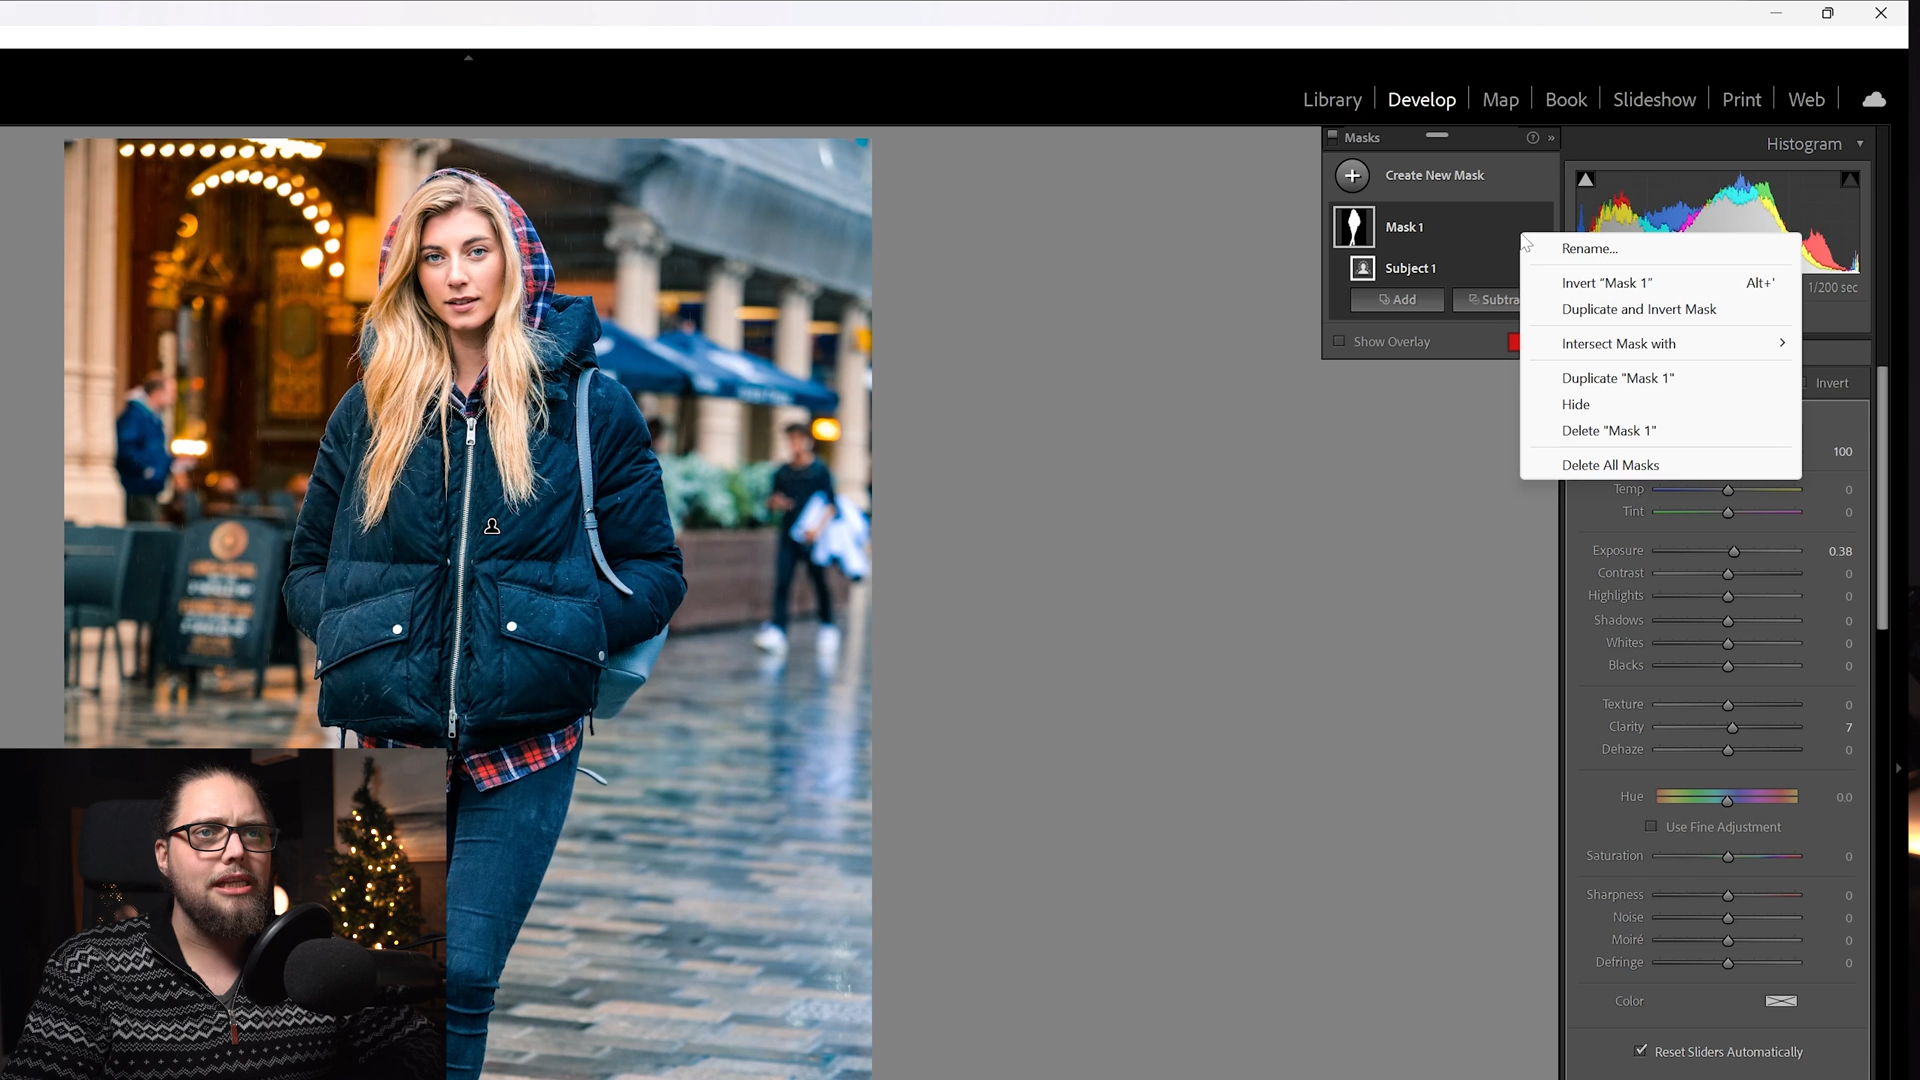 Library | Develop | Map | Book | Slideshow | Print | Web
Masks
Histogram
Create New Mask
Mask 1
Subject 1
Add
Subtra
Show Overlay
Rename...
Invert “Mask 1” Alt+'
Duplicate and Invert Mask
Intersect Mask with
Duplicate "Mask 1"
Hide
Delete "Mask 1"
Delete All Masks
1/200 sec
Invert
100
Temp 0
Tint 0
Exposure 0.38
Contrast 0
Highlights 0
Shadows 0
Whites 0
Blacks 0
Texture 0
Clarity 7
Dehaze 0
Hue 0.0
Use Fine Adjustment
Saturation 0
Sharpness 0
Noise 0
Moiré 0
Defringe 0
Color
Reset Sliders Automatically